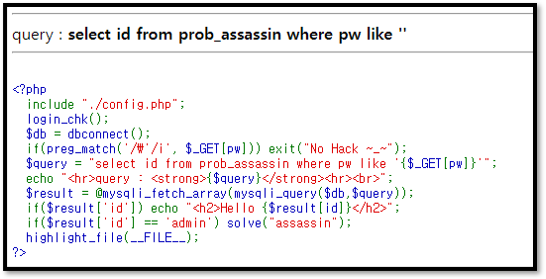 query : select id from prob_assassin where pw like ''
<?php
include "./config.php";
login_chk();
$db = dbconnect();
if(preg_match('/₩'/i', $_GET[pw])) exit("No Hack ~_~");
$query = "select id from prob_assassin where pw like '{$_GET[pw]}'";
echo "<hr>query : <strong>{$query}</strong><hr><br>";
$result = @mysqli_fetch_array(mysqli_query($db,$query));
if($result['id']) echo "<h2>Hello {$result[id]}</h2>";
if($result['id'] == 'admin') solve("assassin");
highlight_file(__FILE__);
?>